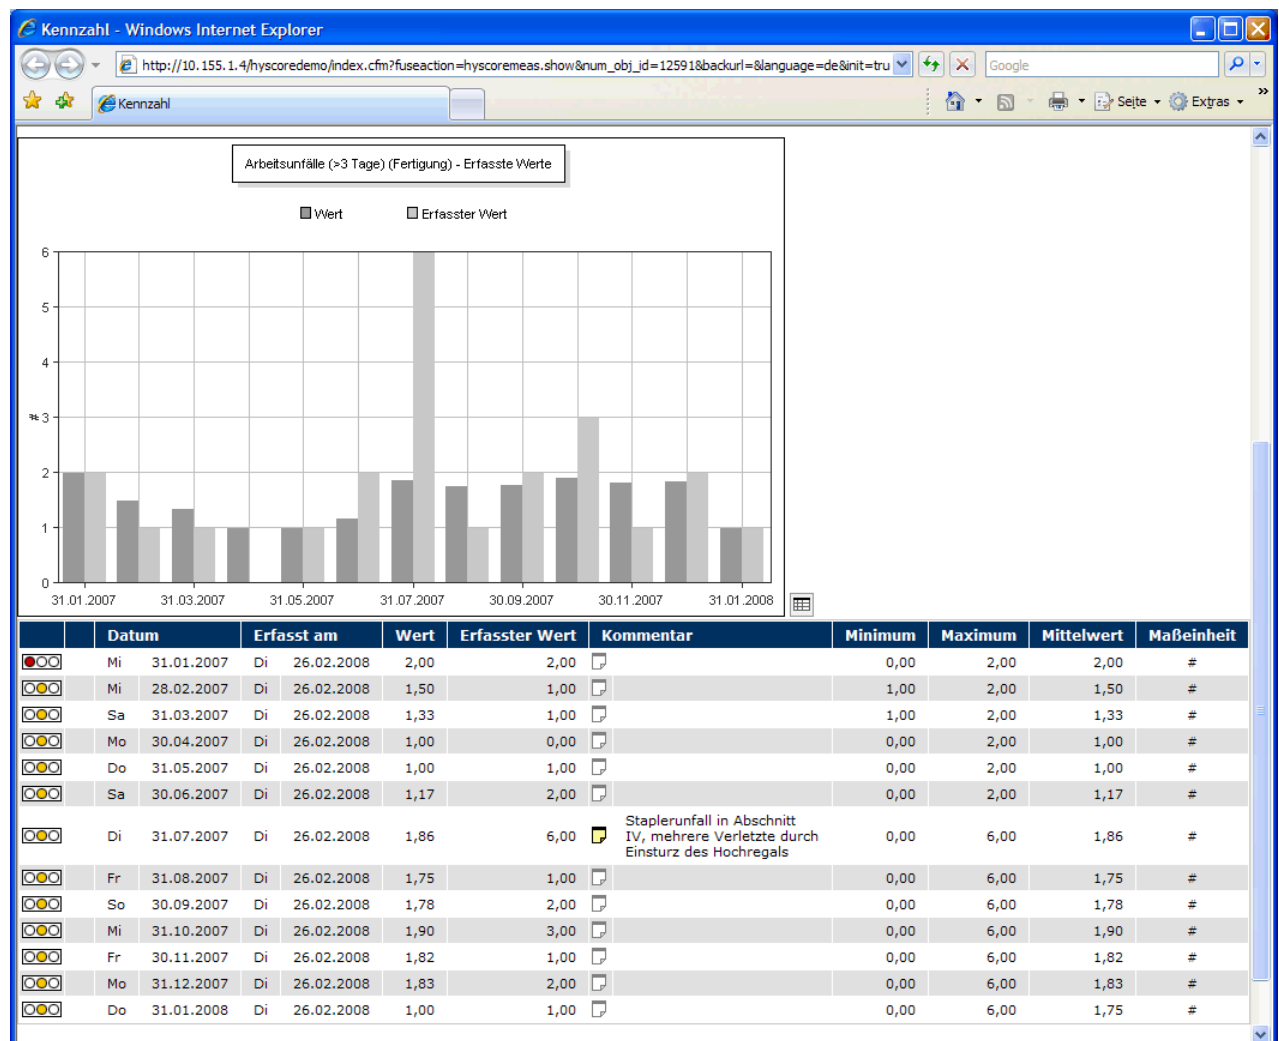 Kennzahl - Windows Internet Explorer
http://10.155.1.4/hyscoredemo/index.cfm?fuseaction=hyscoremeas.show&num_obj_id=12591&backurl=&language=de&init=tru
Google
Kennzahl
Seite
Extras
»
Arbeitsunfälle (>3 Tage) (Fertigung) - Erfasste Werte
Wert Erfasster Wert
6
5
4
# 3
2
1
0
31.01.2007 31.03.2007 31.05.2007 31.07.2007 30.09.2007 30.11.2007 31.01.2008
Datum Erfasst am Wert Erfasster Wert Kommentar Minimum Maximum Mittelwert Maßeinheit
Mi 31.01.2007 Di 26.02.2008 2,00 2,00 0,00 2,00 2,00 #
Mi 28.02.2007 Di 26.02.2008 1,50 1,00 1,00 2,00 1,50 #
Sa 31.03.2007 Di 26.02.2008 1,33 1,00 1,00 2,00 1,33 #
Mo 30.04.2007 Di 26.02.2008 1,00 0,00 0,00 2,00 1,00 #
Do 31.05.2007 Di 26.02.2008 1,00 1,00 0,00 2,00 1,00 #
Sa 30.06.2007 Di 26.02.2008 1,17 2,00 0,00 2,00 1,17 #
Staplerunfall in Abschnitt
Di 31.07.2007 Di 26.02.2008 1,86 6,00 IV, mehrere Verletzte durch 0,00 6,00 1,86 #
Einsturz des Hochregals
Fr 31.08.2007 Di 26.02.2008 1,75 1,00 0,00 6,00 1,75 #
So 30.09.2007 Di 26.02.2008 1,78 2,00 0,00 6,00 1,78 #
Mi 31.10.2007 Di 26.02.2008 1,90 3,00 0,00 6,00 1,90 #
Fr 30.11.2007 Di 26.02.2008 1,82 1,00 0,00 6,00 1,82 #
Mo 31.12.2007 Di 26.02.2008 1,83 2,00 0,00 6,00 1,83 #
Do 31.01.2008 Di 26.02.2008 1,00 1,00 0,00 6,00 1,75 #